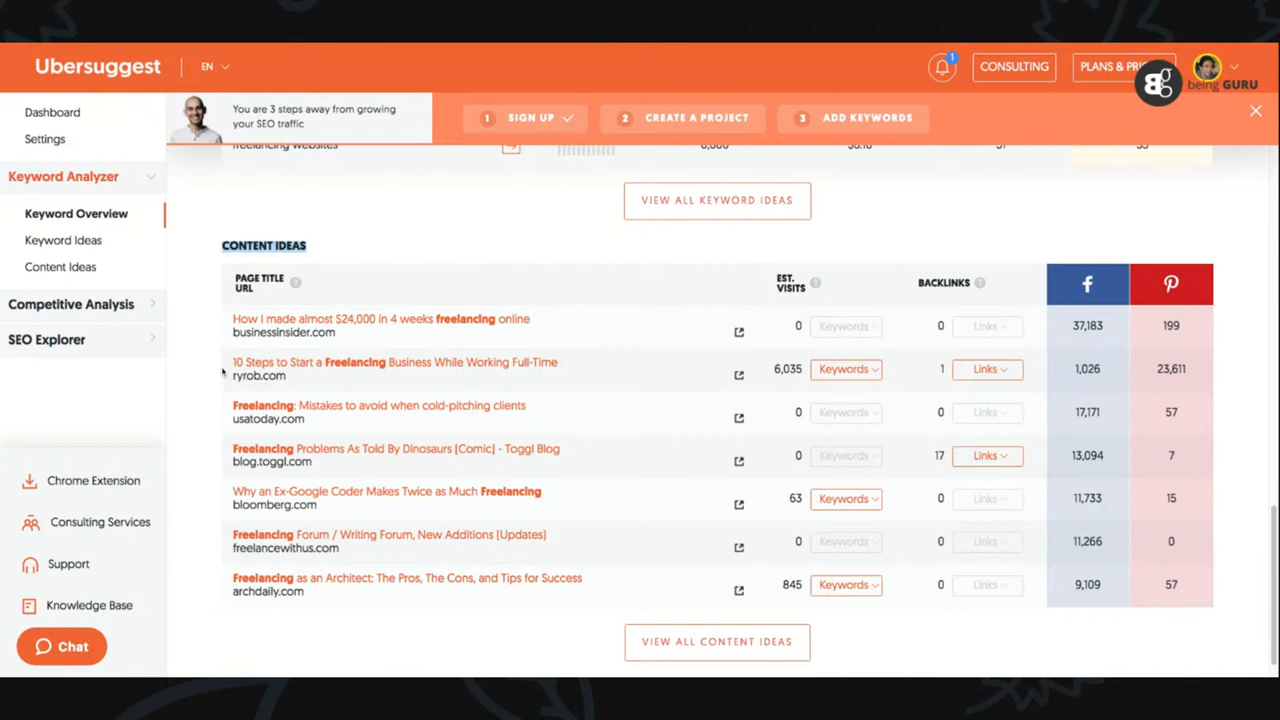 Ubersuggest
EN
1
CONSULTING
PLANS & PRI
being GURU
Dashboard
Settings
Keyword Analyzer
Keyword Overview
Keyword Ideas
Content Ideas
Competitive Analysis
SEO Explorer
Chrome Extension
Consulting Services
Support
Knowledge Base
Chat
You are 3 steps away from growing
your SEO traffic
1 SIGN UP
2 CREATE A PROJECT
3 ADD KEYWORDS
freelancing websites
VIEW ALL KEYWORD IDEAS
CONTENT IDEAS
PAGE TITLE
URL
EST.
VISITS
BACKLINKS
How I made almost $24,000 in 4 weeks freelancing online
businessinsider.com
0 Keywords 0 Links 37,183 199
10 Steps to Start a Freelancing Business While Working Full-Time
ryrob.com
6,035 Keywords 1 Links 1,026 23,611
Freelancing: Mistakes to avoid when cold-pitching clients
usatoday.com
0 Keywords 0 Links 17,171 57
Freelancing Problems As Told By Dinosaurs [Comic] - Toggl Blog
blog.toggl.com
0 Keywords 17 Links 13,094 7
Why an Ex-Google Coder Makes Twice as Much Freelancing
bloomberg.com
63 Keywords 0 Links 11,733 15
Freelancing Forum / Writing Forum, New Additions [Updates]
freelancewithus.com
0 Keywords 0 Links 11,266 0
Freelancing as an Architect: The Pros, The Cons, and Tips for Success
archdaily.com
845 Keywords 0 Links 9,109 57
VIEW ALL CONTENT IDEAS